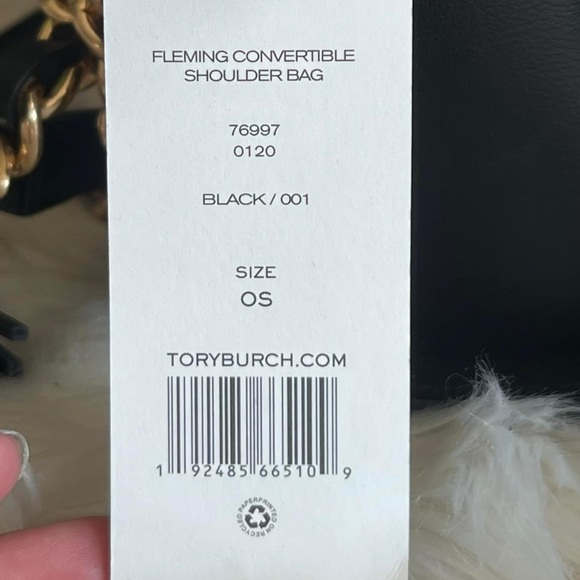 FLEMING CONVERTIBLE
SHOULDER BAG
76997
0120
BLACK / 001
SIZE
OS
TORYBURCH.COM
1 92485 66510 9
PAPER PRINTED ON RECYCLED